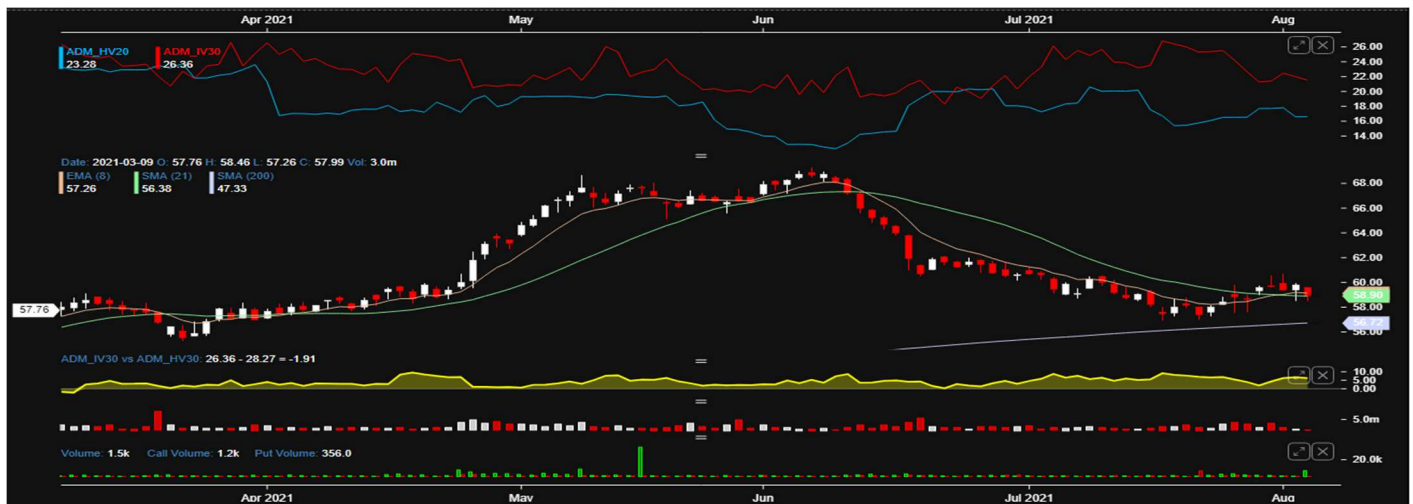 Apr 2021 May Jun Jul 2021 Aug
ADM_HV20 ADM_IV30
23.28 26.36
26.00
24.00
22.00
20.00
18.00
16.00
14.00
Date: 2021-03-09 O: 57.76 H: 58.46 L: 57.26 C: 57.99 Vol: 3.0m
EMA (8) SMA (21) SMA (200)
57.26 56.38 47.33
68.00
66.00
64.00
62.00
60.00
58.90
57.76
58.00
56.72
56.00
ADM_IV30 vs ADM_HV30: 26.36 - 28.27 = -1.91
10.00
5.00
0.00
5.0m
Volume: 1.5k Call Volume: 1.2k Put Volume: 356.0
20.0k
Apr 2021 May Jun Jul 2021 Aug